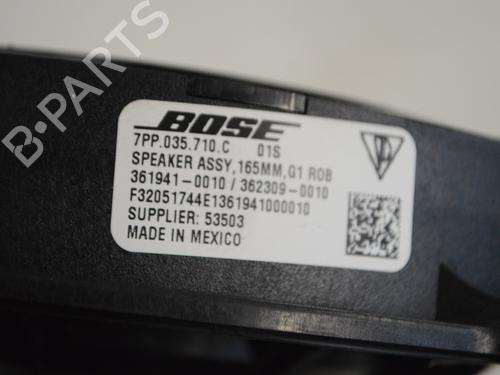 BOSE
7PP.035.710.C 01S
SPEAKER ASSY,165MM,G1 ROB
361941-0010 / 362309-0010
F32051744E1361941000010
SUPPLIER: 53503
MADE IN MEXICO
B-PARTS